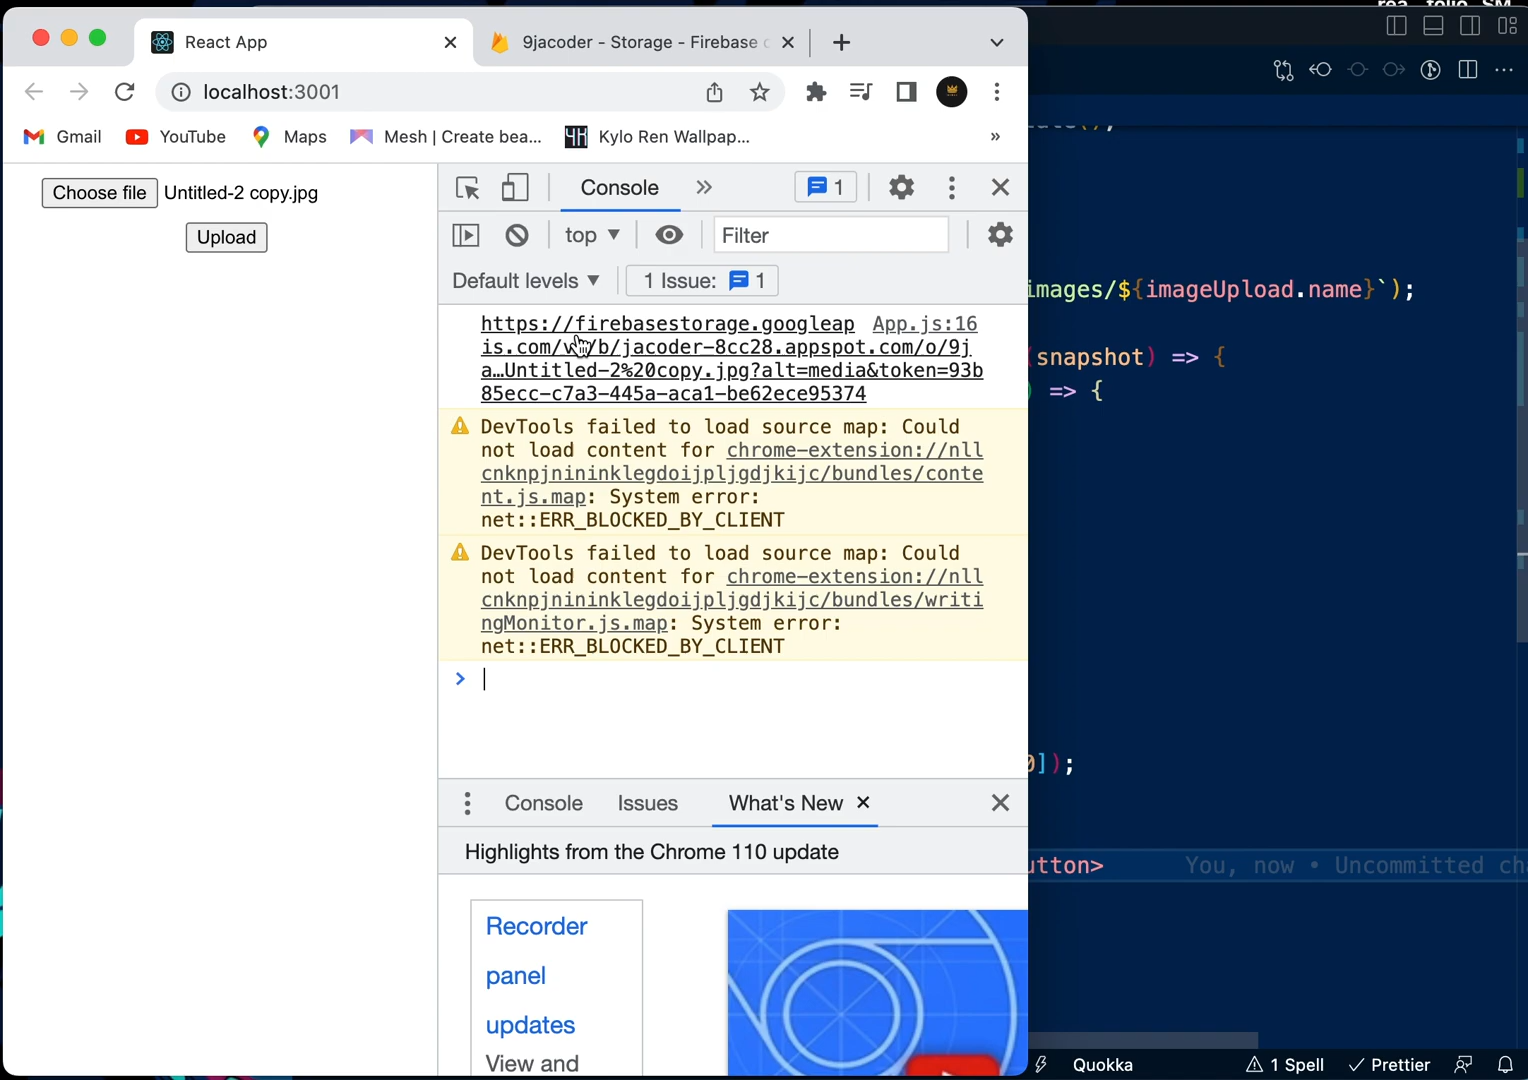 React App
9jacoder - Storage - Firebase
localhost:3001
Gmail
YouTube
Maps
Mesh | Create bea...
Kylo Ren Wallpap...
»
Choose file Untitled-2 copy.jpg
Upload
Console
1
top
Filter
Default levels
1 Issue: 1
https://firebasestorage.googleap App.js:16
is.com/v /b/jacoder-8cc28.appspot.com/o/9j
a…Untitled-2%20copy.jpg?alt=media&token=93b
85ecc-c7a3-445a-aca1-be62ece95374
DevTools failed to load source map: Could
not load content for chrome-extension://nll
cnknpjnininklegdoijpljgdjkijc/bundles/conte
nt.js.map: System error:
net::ERR_BLOCKED_BY_CLIENT
DevTools failed to load source map: Could
not load content for chrome-extension://nll
cnknpjnininklegdoijpljgdjkijc/bundles/writi
ngMonitor.js.map: System error:
net::ERR_BLOCKED_BY_CLIENT
>
Console
Issues
What's New
Highlights from the Chrome 110 update
Recorder
panel
updates
View and
images/${imageUpload.name}`);
(snapshot) => {
) => {
]);
utton>
You, now • Uncommitted ch
Quokka
1 Spell
Prettier